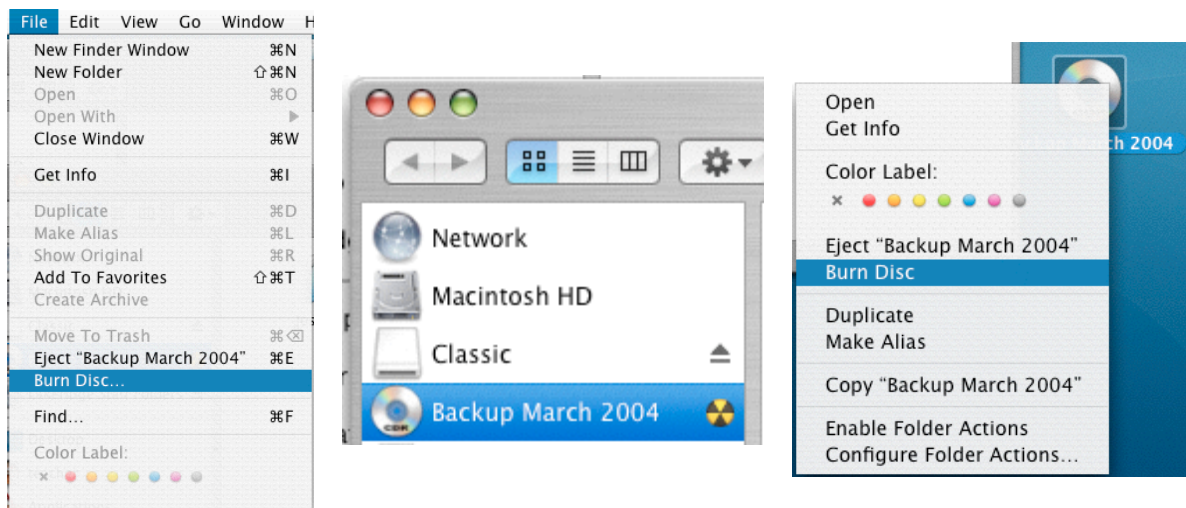 File Edit View Go Window
New Finder Window ⌘N
New Folder ⇧⌘N
Open ⌘O
Open With ▶
Close Window ⌘W
Get Info ⌘I
Duplicate ⌘D
Make Alias ⌘L
Show Original ⌘R
Add To Favorites ⇧⌘T
Create Archive
Move To Trash ⌘⌫
Eject “Backup March 2004” ⌘E
Burn Disc...
Find... ⌘F
Color Label:
Network
Macintosh HD
Classic
Backup March 2004
CDR
Open
Get Info
Color Label:
Eject “Backup March 2004”
Burn Disc
Duplicate
Make Alias
Copy “Backup March 2004”
Enable Folder Actions
Configure Folder Actions...
2004